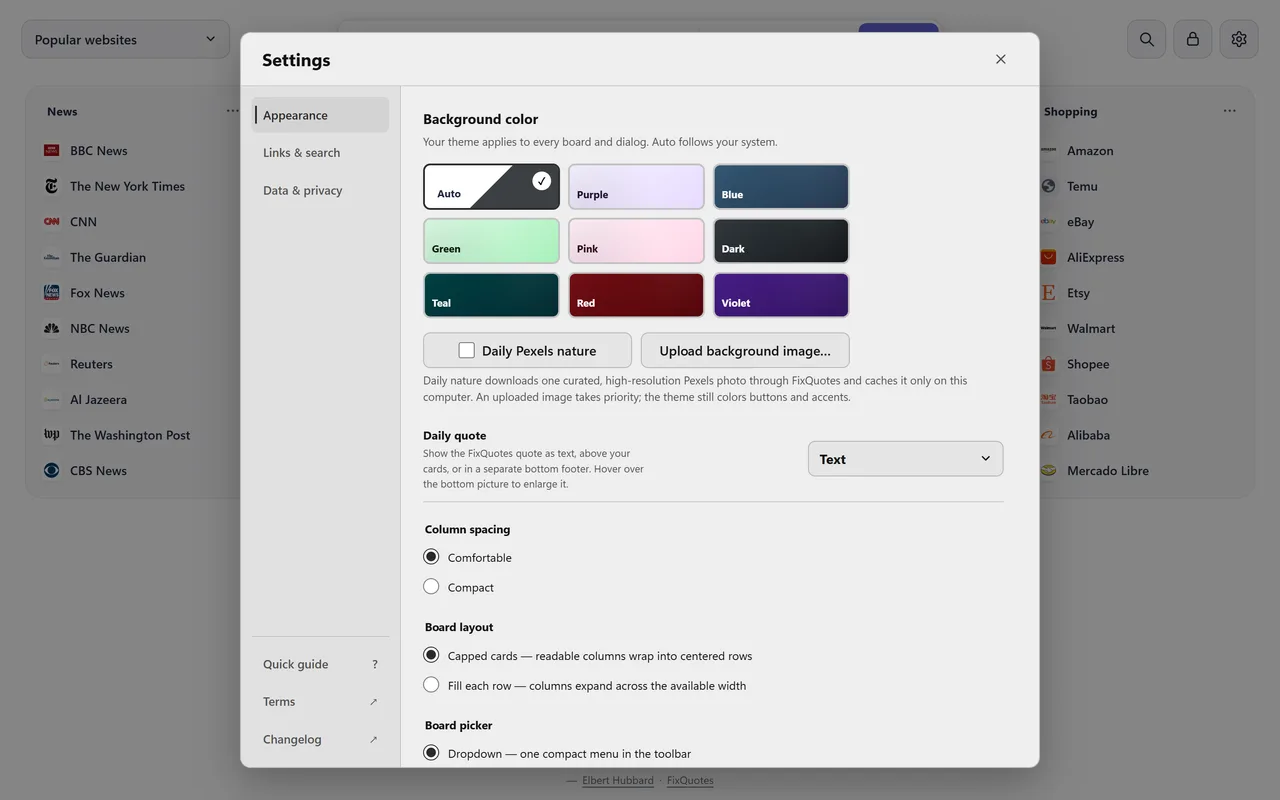 Popular websites
Settings
News
BBC News
The New York Times
CNN
The Guardian
Fox News
NBC News
Reuters
Al Jazeera
The Washington Post
CBS News
Appearance
Links & search
Data & privacy
Quick guide ?
Terms ↗
Changelog ↗
Background color
Your theme applies to every board and dialog. Auto follows your system.
Auto
Purple
Blue
Green
Pink
Dark
Teal
Red
Violet
Daily Pexels nature
Upload background image...
Daily nature downloads one curated, high-resolution Pexels photo through FixQuotes and caches it only on this
computer. An uploaded image takes priority; the theme still colors buttons and accents.
Daily quote
Show the FixQuotes quote as text, above your
cards, or in a separate bottom footer. Hover over
the bottom picture to enlarge it.
Text
Column spacing
Comfortable
Compact
Board layout
Capped cards — readable columns wrap into centered rows
Fill each row — columns expand across the available width
Board picker
Dropdown — one compact menu in the toolbar
Shopping
Amazon
Temu
eBay
AliExpress
Etsy
Walmart
Shopee
Taobao
Alibaba
Mercado Libre
— Elbert Hubbard · FixQuotes